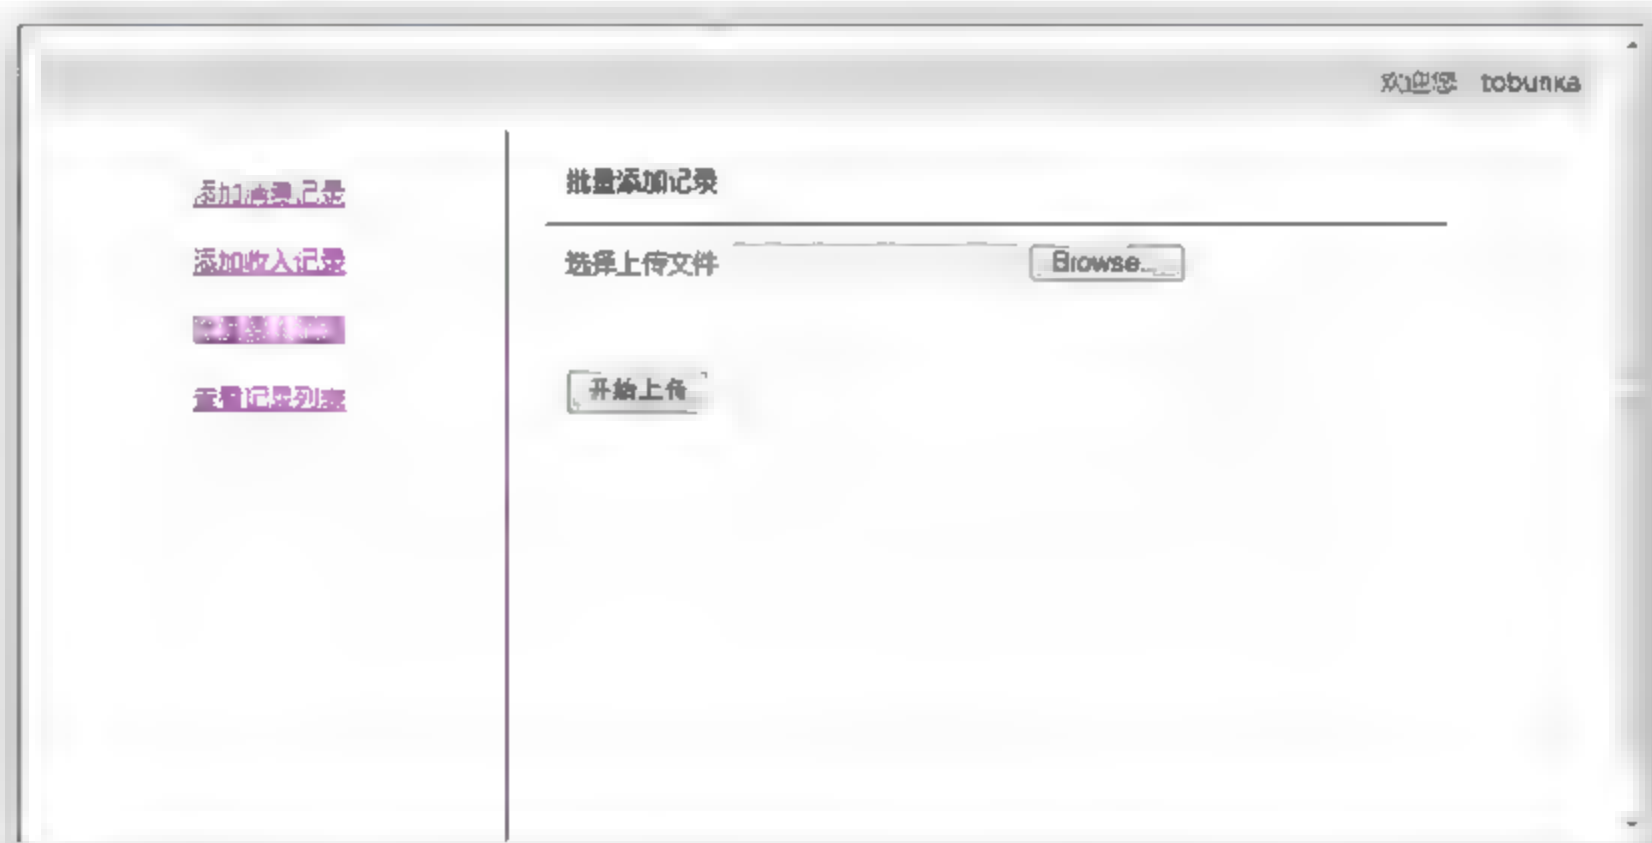 欢迎您 tobunka
添加消费记录
添加收入记录
查看记录列表
批量添加记录
选择上传文件 Browse...
开始上传